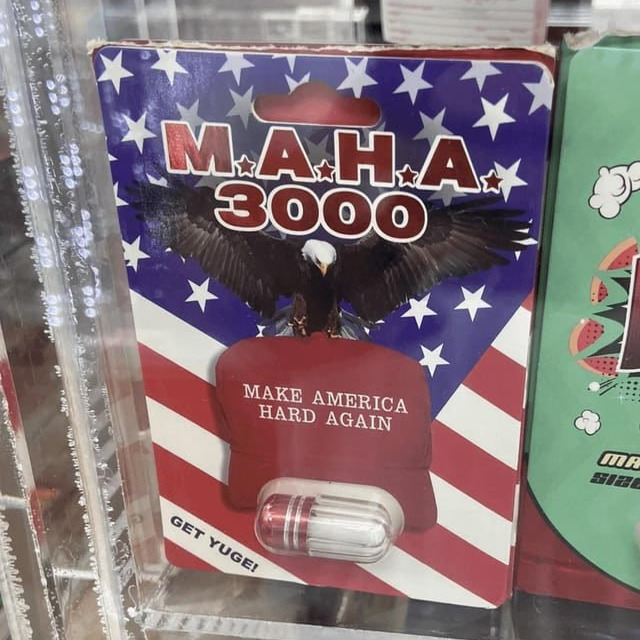 M.A.H.A.
3000
MAKE AMERICA
HARD AGAIN
GET YUGE!